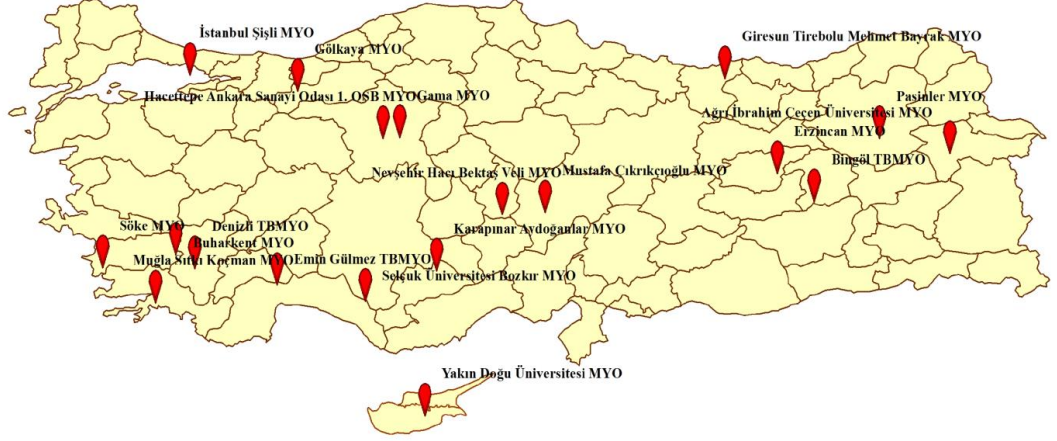 İstanbul Şişli MYO
Giresun Tirebolu Mehmet Bayrak MYO
Gölkaya MYO
Hacettepe Ankara Sanayi Odası 1. OSB MYO
Gama MYO
Pasinler MYO
Ağrı İbrahim Çeçen Üniversitesi MYO
Erzincan MYO
Bingöl TBMYO
Nevşehir Hacı Bektaş Veli MYO
Mustafa Çıkrıkçıoğlu MYO
Söke MYO
Denizli TBMYO
Karapınar Aydoğanlar MYO
Buharkent MYO
Muğla Sıtkı Koçman MYO
Emin Gülmez TBMYO
Selçuk Üniversitesi Bozkır MYO
Yakın Doğu Üniversitesi MYO